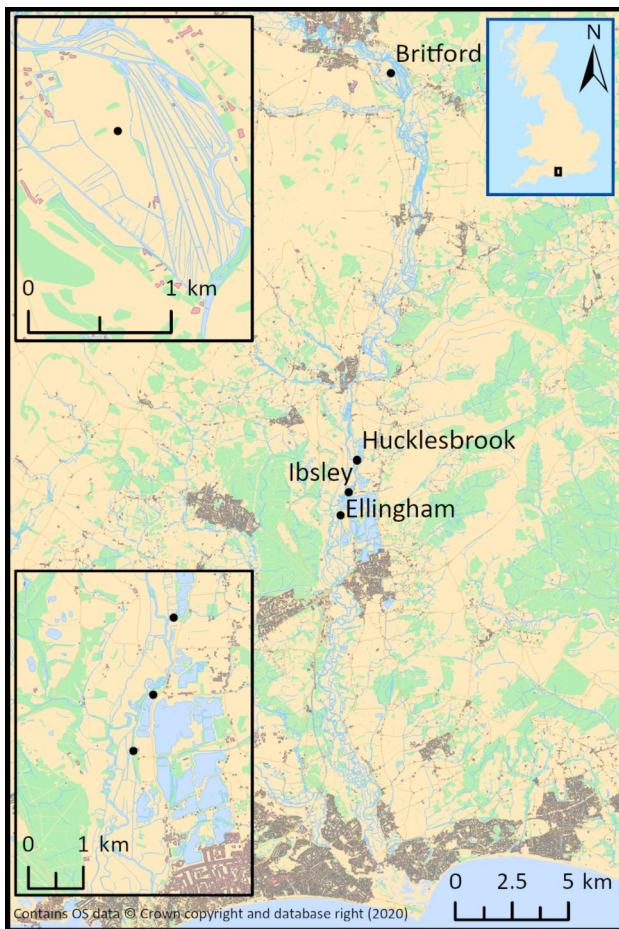 Britford
N
0 1 km
Hucklesbrook
Ibsley
Ellingham
0 1 km
0 2.5 5 km
Contains OS data © Crown copyright and database right (2020)